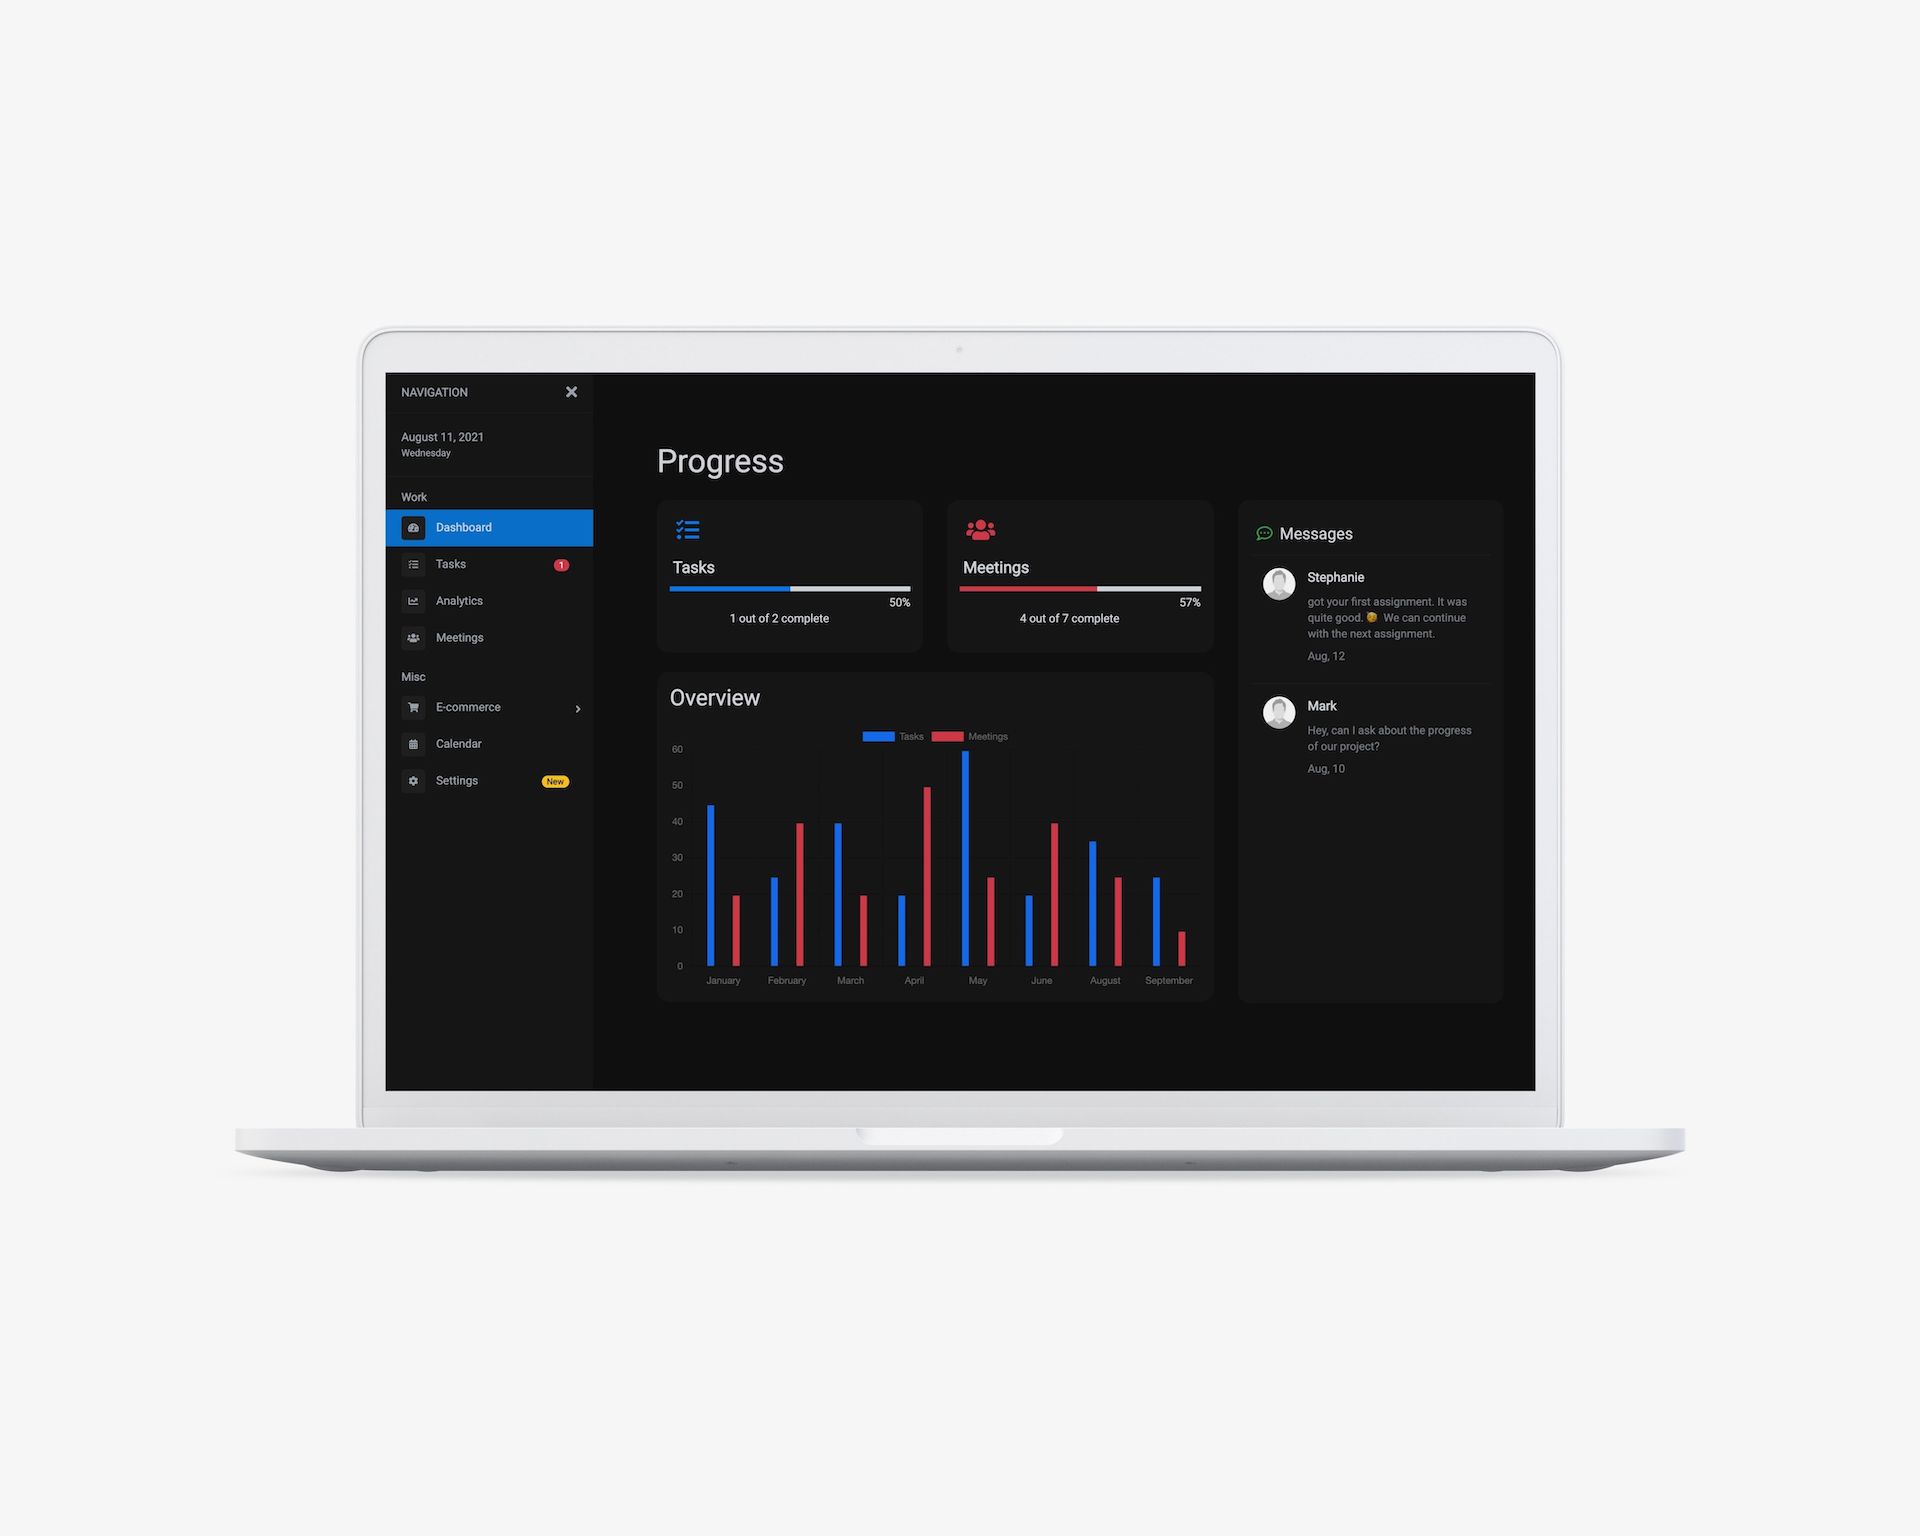 NAVIGATION
August 11, 2021
Wednesday
Work
Dashboard
Tasks 1
Analytics
Meetings
Misc
E-commerce
Calendar
Settings New
Progress
Tasks
50%
1 out of 2 complete
Meetings
57%
4 out of 7 complete
Overview
Tasks Meetings
60
50
40
30
20
10
0
January February March April May June August September
Messages
Stephanie
got your first assignment. It was
quite good. 🥳 We can continue
with the next assignment.
Aug, 12
Mark
Hey, can I ask about the progress
of our project?
Aug, 10